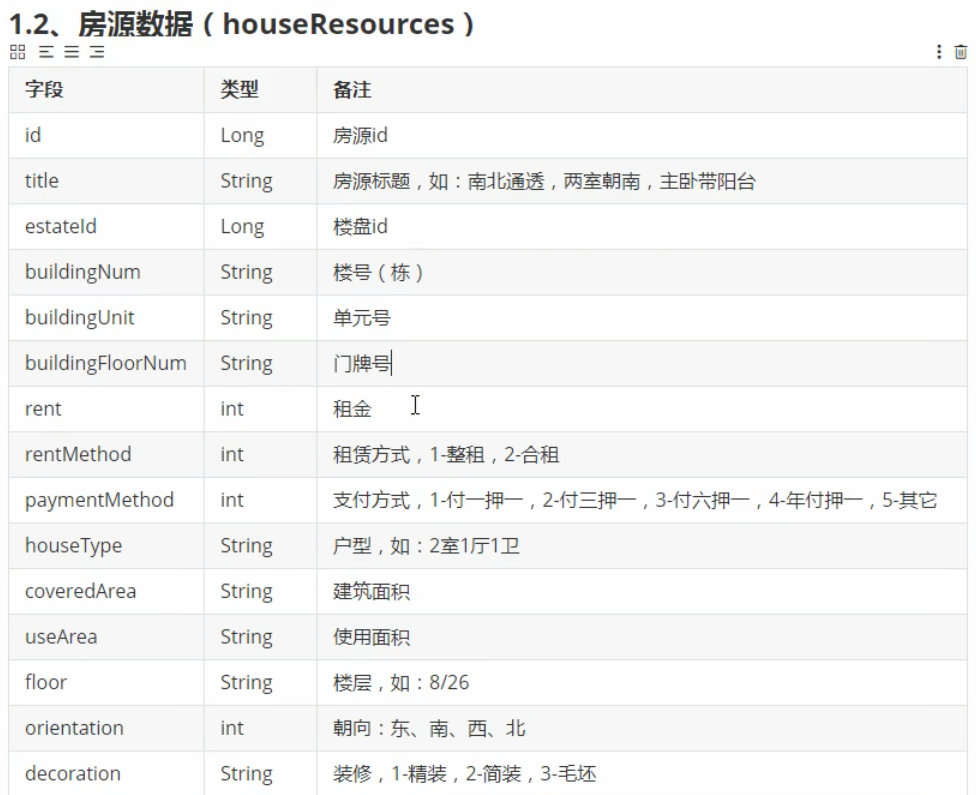 1.2、房源数据（houseResources）
字段 类型 备注
id Long 房源id
title String 房源标题，如：南北通透，两室朝南，主卧带阳台
estateId Long 楼盘id
buildingNum String 楼号（栋）
buildingUnit String 单元号
buildingFloorNum String 门牌号
rent int 租金
rentMethod int 租赁方式，1-整租，2-合租
paymentMethod int 支付方式，1-付一押一，2-付三押一，3-付六押一，4-年付押一，5-其它
houseType String 户型，如：2室1厅1卫
coveredArea String 建筑面积
useArea String 使用面积
floor String 楼层，如：8/26
orientation int 朝向：东、南、西、北
decoration String 装修，1-精装，2-简装，3-毛坯